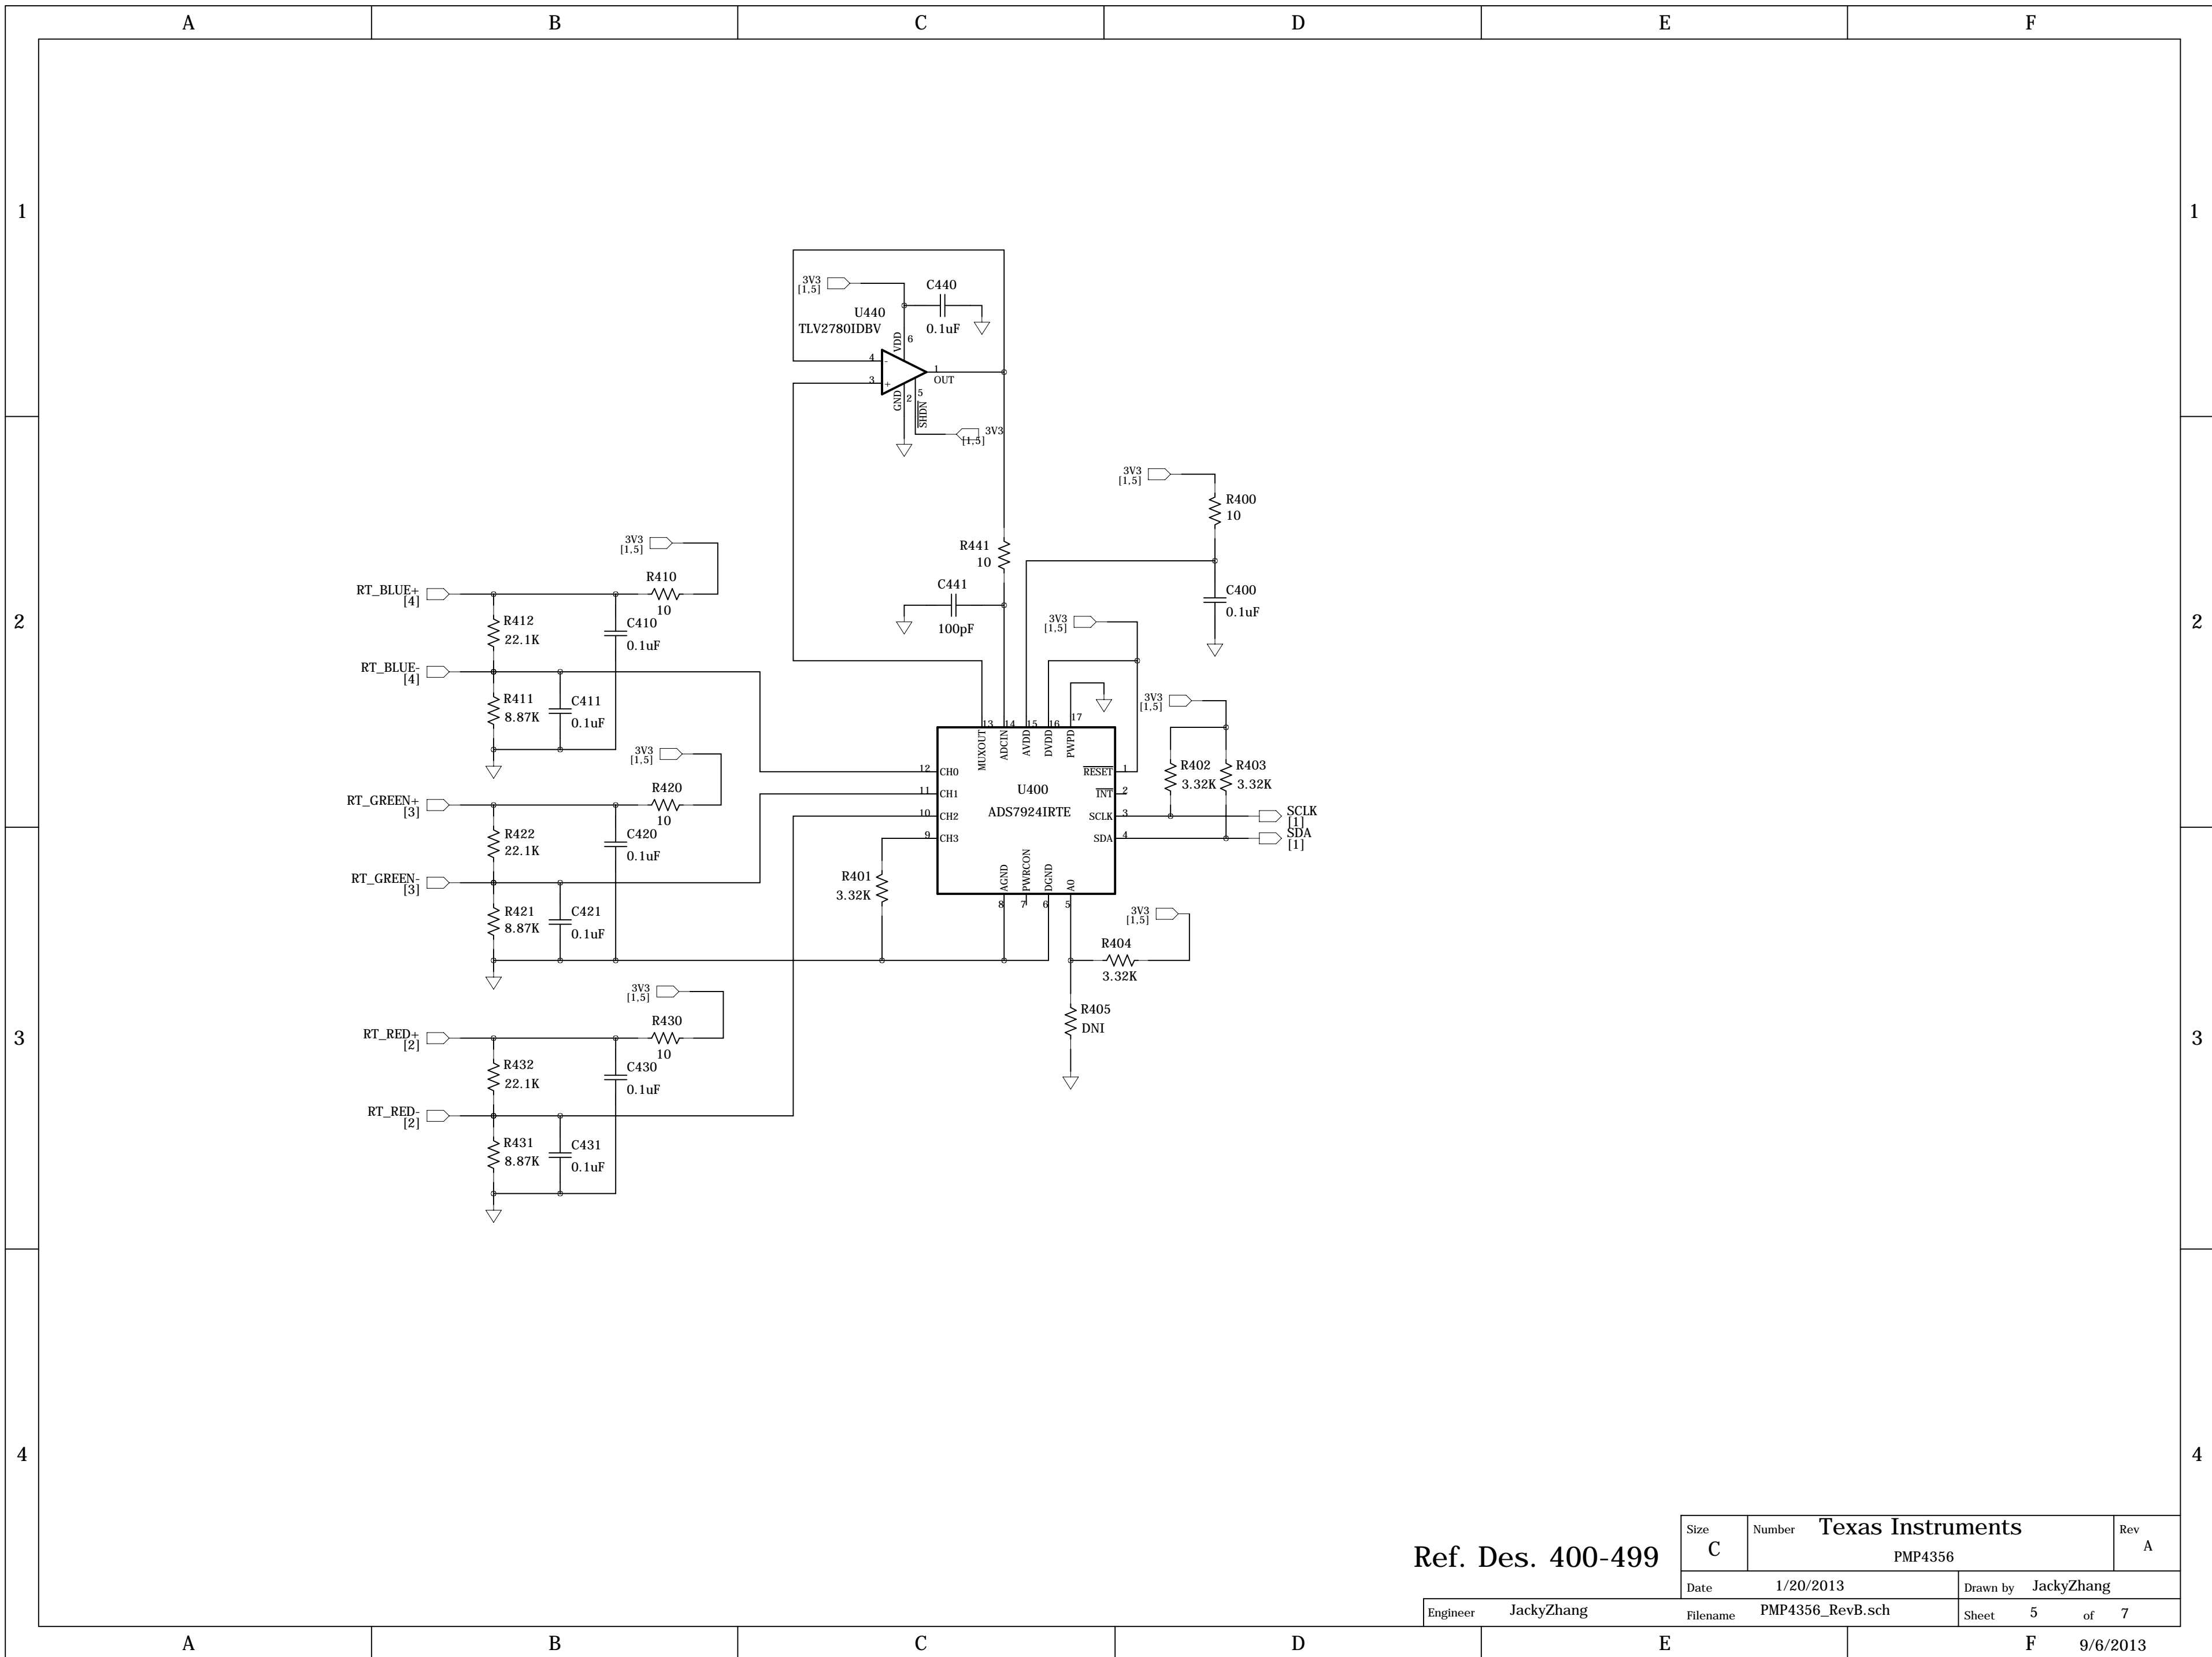 A B C D E F
1 1
3V3
[1,5]
C440
0.1uF
U440
TLV2780IDBV
VDD
6
4
-
3
+
1
OUT
GND
2
5
SHDN
3V3
[1,5]
3V3
[1,5]
R400
10
C400
0.1uF
R441
10
C441
100pF
2 2
3V3
[1,5]
R410
10
RT_BLUE+
[4]
R412
22.1K
C410
0.1uF
RT_BLUE-
[4]
R411
8.87K
C411
0.1uF
3V3
[1,5]
3V3
[1,5]
R402
3.32K
R403
3.32K
3V3
[1,5]
R420
10
RT_GREEN+
[3]
R422
22.1K
C420
0.1uF
RT_GREEN-
[3]
R421
8.87K
C421
0.1uF
13 14 15 16 17
MUXOUT
ADCIN
AVDD
DVDD
PWPD
12 CH0
11 CH1
10 CH2
9 CH3
U400
ADS7924IRTE
RESET 1
INT 2
SCLK 3
SDA 4
SCLK
[1]
SDA
[1]
AGND
PWRCON
DGND
A0
8 7 6 5
R401
3.32K
3V3
[1,5]
R404
3.32K
R405
DNI
3 3
3V3
[1,5]
R430
10
RT_RED+
[2]
R432
22.1K
C430
0.1uF
RT_RED-
[2]
R431
8.87K
C431
0.1uF
4 4
Ref. Des. 400-499
Size
C
Number Texas Instruments
PMP4356
Rev
A
Date 1/20/2013
Drawn by JackyZhang
Engineer JackyZhang
Filename PMP4356_RevB.sch
Sheet 5 of 7
A B C D E F
9/6/2013